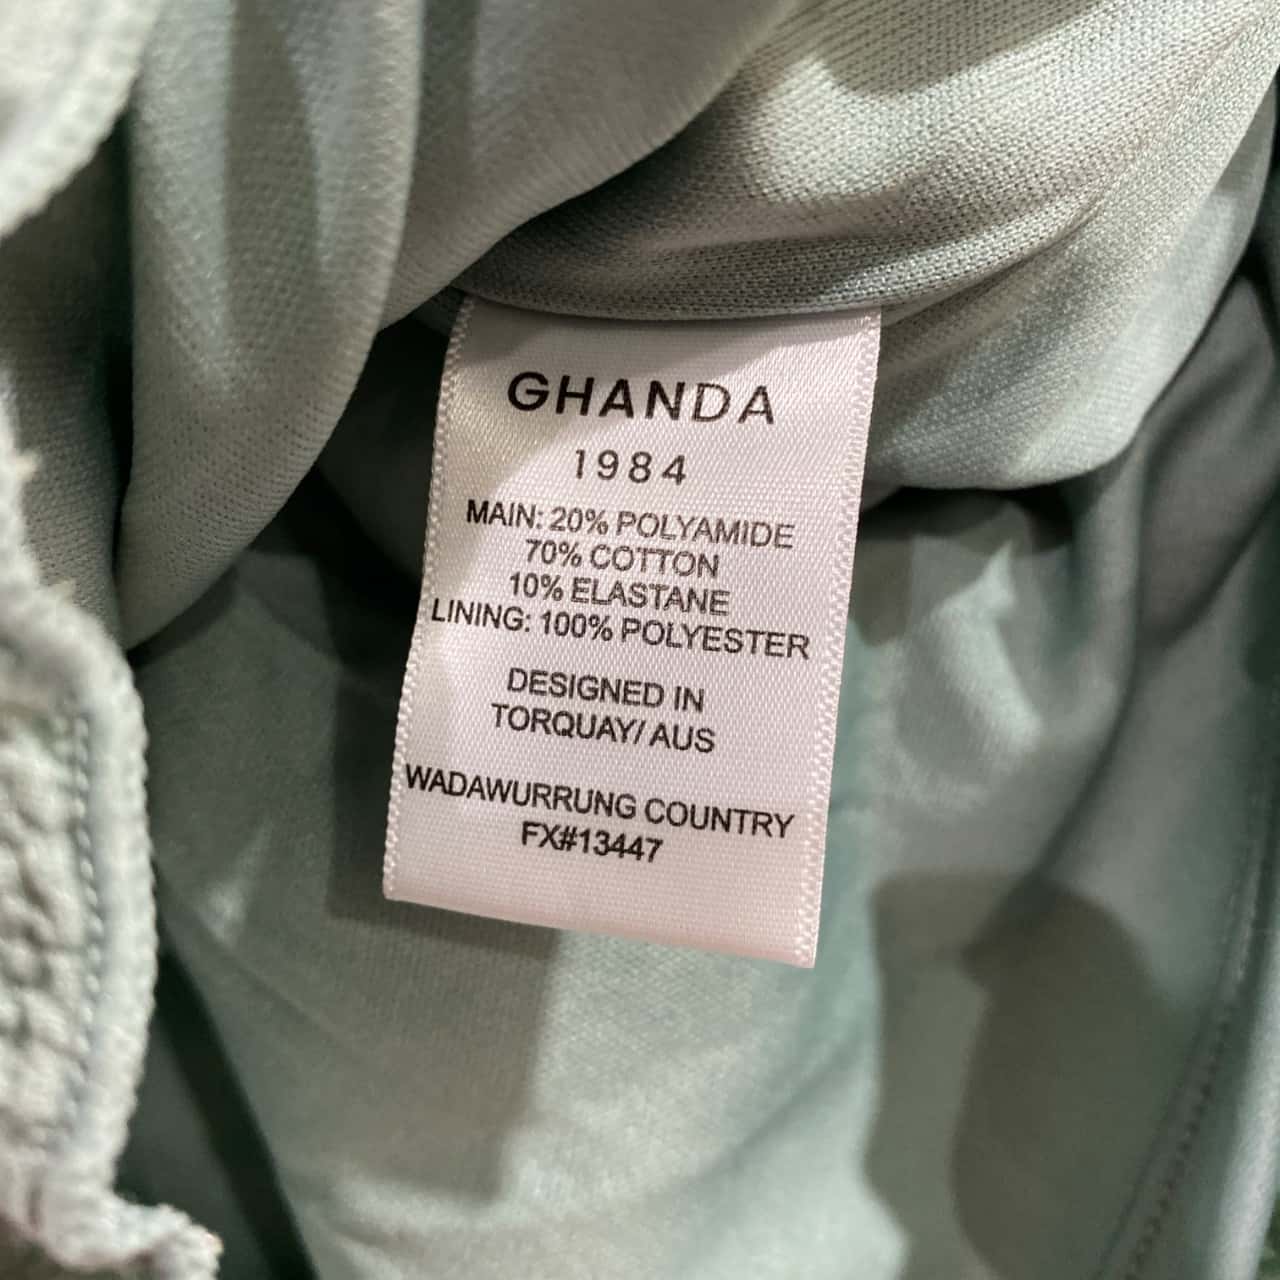 GHANDA
1984
MAIN: 20% POLYAMIDE
70% COTTON
10% ELASTANE
LINING: 100% POLYESTER
DESIGNED IN
TORQUAY/ AUS
WADAWURRUNG COUNTRY
FX#13447